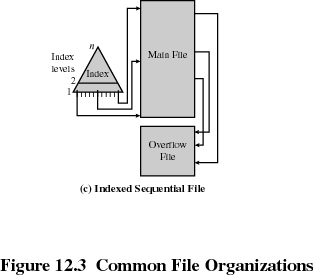 n
Index
levels
2
1
Index
Main File
Overflow
File
(c) Indexed Sequential File
Figure 12.3 Common File Organizations